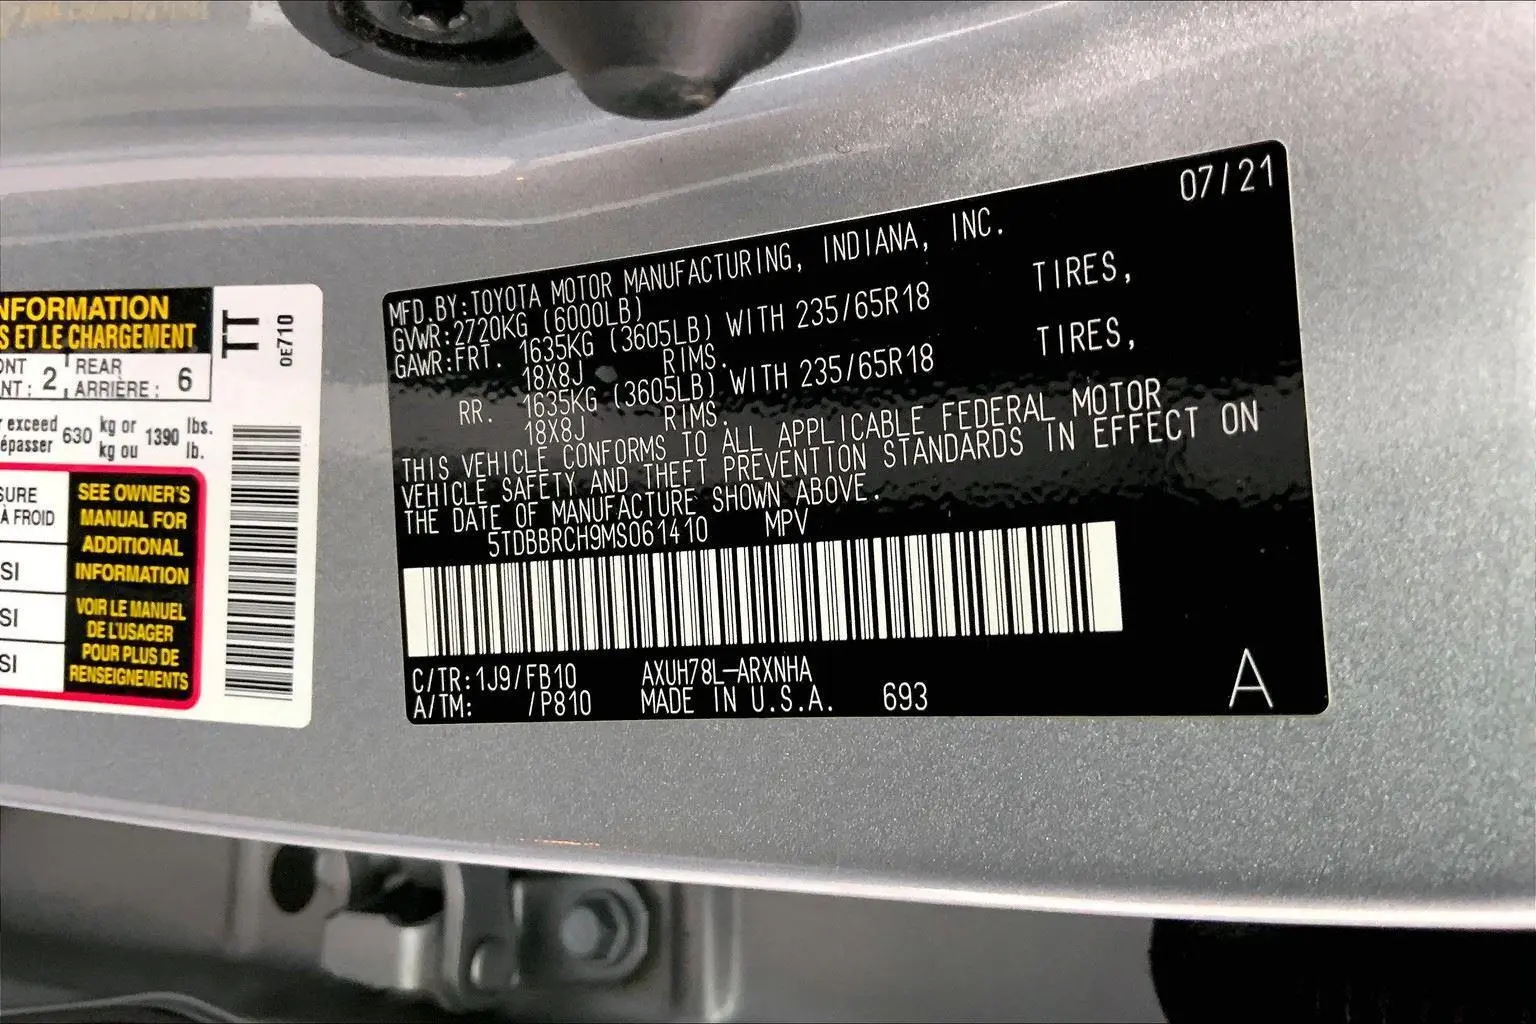 NFORMATION
S ET LE CHARGEMENT
ONT
NT : 2
REAR
ARRIÈRE : 6
r exceed
épasser 630 kg or
kg ou 1390 lbs.
lb.
SURE
À FROID
SI
SI
SI
SEE OWNER'S
MANUAL FOR
ADDITIONAL
INFORMATION
VOIR LE MANUEL
DE L'USAGER
POUR PLUS DE
RENSEIGNEMENTS
TT
0E710
07/21
MFD.BY:TOYOTA MOTOR MANUFACTURING, INDIANA, INC.
GVWR:2720KG (6000LB)
GAWR:FRT. 1635KG (3605LB) WITH 235/65R18 TIRES,
18X8J RIMS.
RR. 1635KG (3605LB) WITH 235/65R18 TIRES,
18X8J RIMS.
THIS VEHICLE CONFORMS TO ALL APPLICABLE FEDERAL MOTOR
VEHICLE SAFETY AND THEFT PREVENTION STANDARDS IN EFFECT ON
THE DATE OF MANUFACTURE SHOWN ABOVE.
5TDBBRCH9MS061410 MPV
C/TR:1J9/FB10 AXUH78L-ARXNHA
A/TM: /P810 MADE IN U.S.A. 693
A